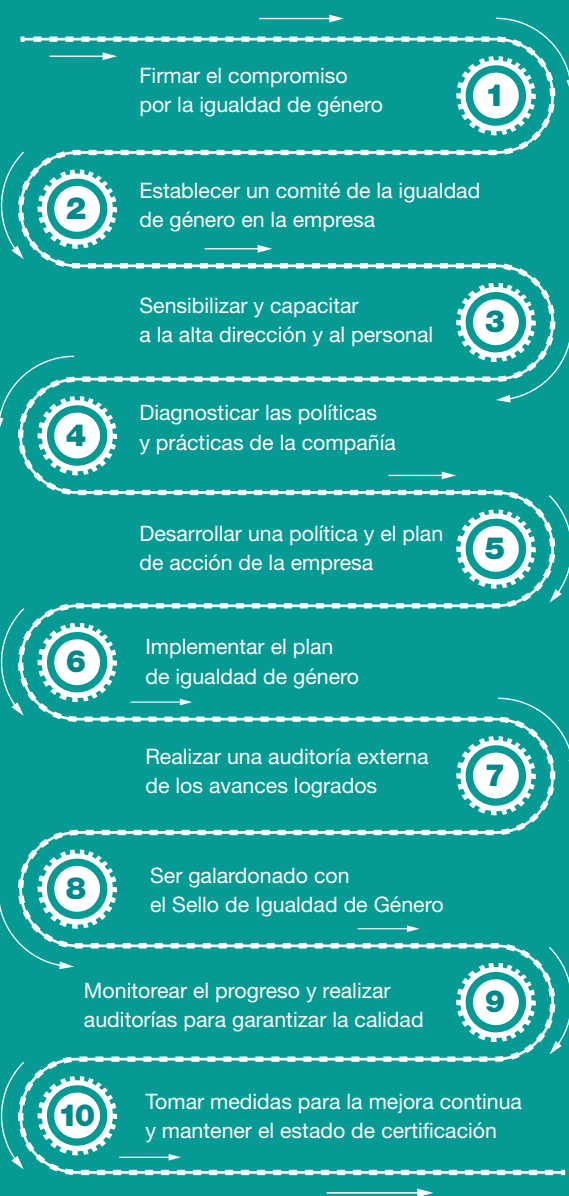 Firmar el compromiso
por la igualdad de género
1
2
Establecer un comité de la igualdad
de género en la empresa
Sensibilizar y capacitar
a la alta dirección y al personal
3
4
Diagnosticar las políticas
y prácticas de la compañía
Desarrollar una política y el plan
de acción de la empresa
5
6
Implementar el plan
de igualdad de género
Realizar una auditoría externa
de los avances logrados
7
8
Ser galardonado con
el Sello de Igualdad de Género
Monitorear el progreso y realizar
auditorías para garantizar la calidad
9
10
Tomar medidas para la mejora continua
y mantener el estado de certificación